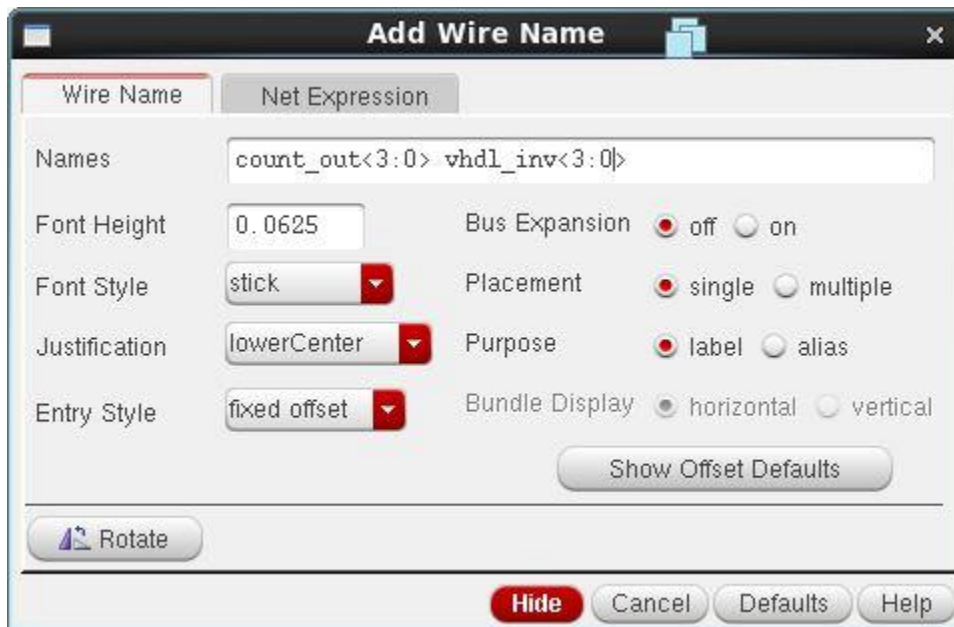 Add Wire Name
Wire Name Net Expression
Names count_out<3:0> vhdl_inv<3:0>
Font Height 0.0625 Bus Expansion off on
Font Style stick Placement single multiple
Justification lowerCenter Purpose label alias
Entry Style fixed offset Bundle Display horizontal vertical
Show Offset Defaults
Rotate
Hide Cancel Defaults Help